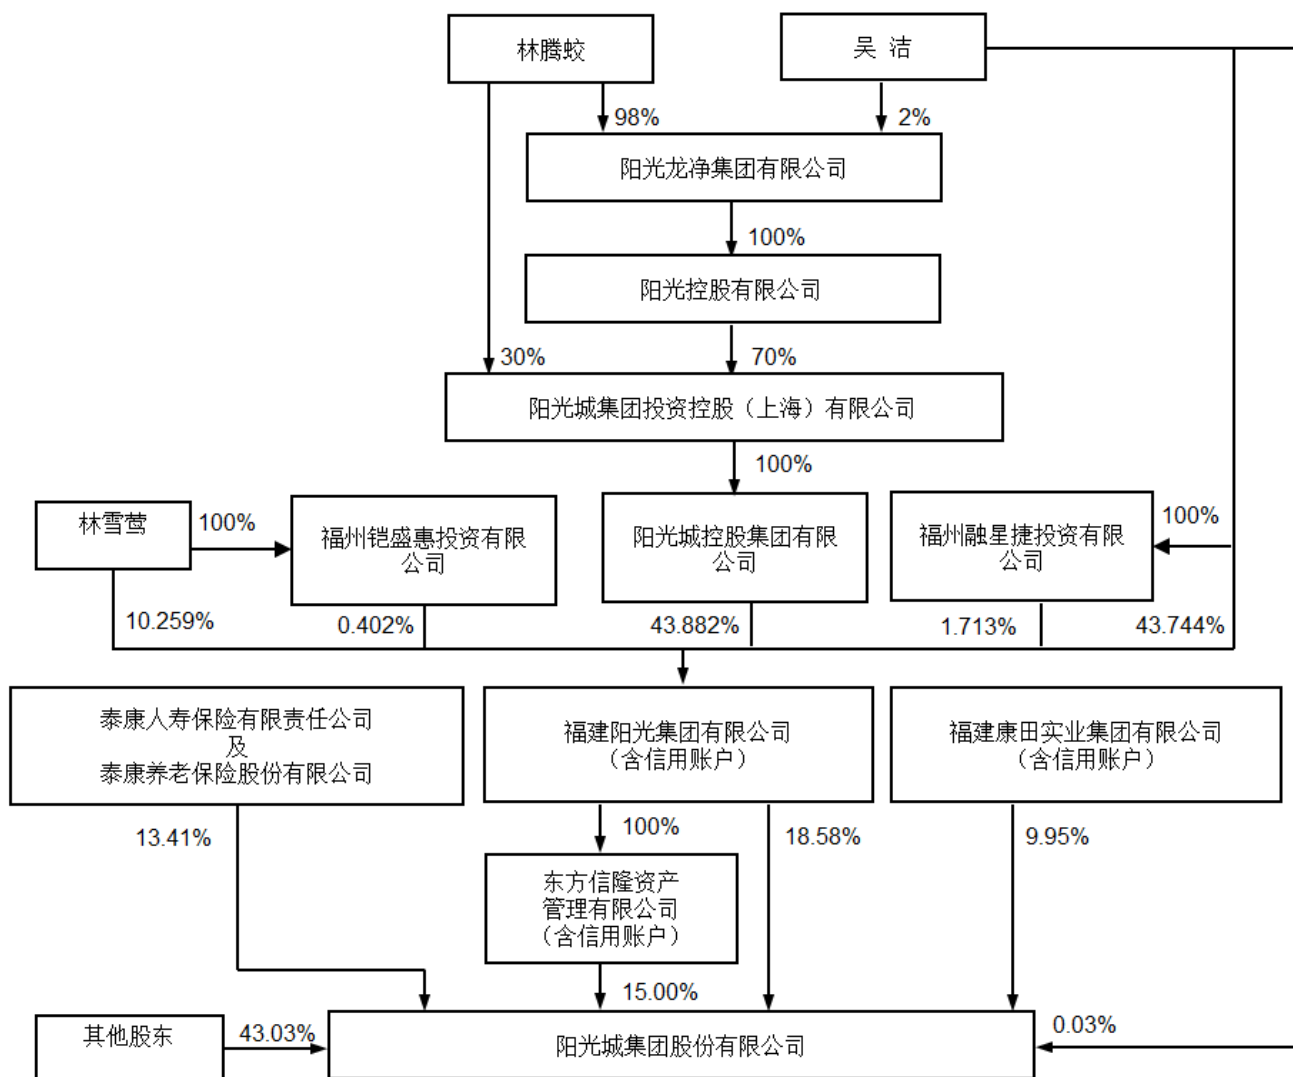 林腾蛟
吴 洁
98%
2%
阳光龙净集团有限公司
100%
阳光控股有限公司
30%
70%
阳光城集团投资控股（上海）有限公司
100%
林雪莺
100%
福州铠盛惠投资有限
公司
阳光城控股集团有限
公司
福州融星捷投资有限
公司
100%
10.259%
0.402%
43.882%
1.713%
43.744%
泰康人寿保险有限责任公司
及
泰康养老保险股份有限公司
福建阳光集团有限公司
（含信用账户）
福建康田实业集团有限公司
（含信用账户）
13.41%
100%
18.58%
9.95%
东方信隆资产
管理有限公司
（含信用账户）
15.00%
其他股东
43.03%
阳光城集团股份有限公司
0.03%